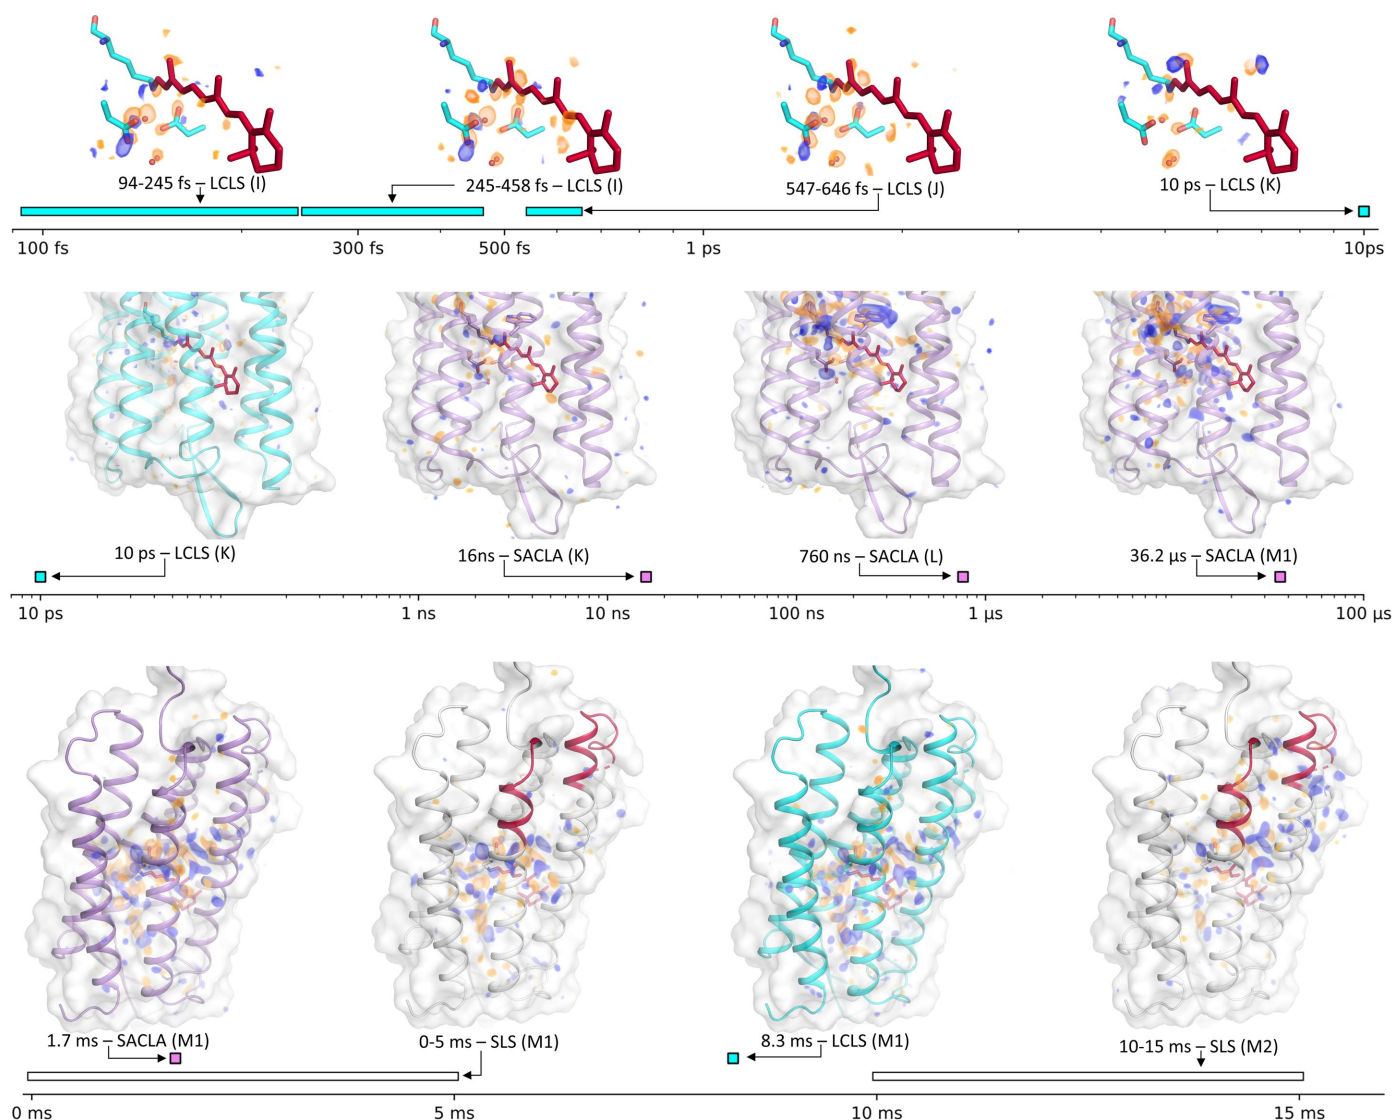 94-245 fs – LCLS (I)
245-458 fs – LCLS (I)
547-646 fs – LCLS (J)
10 ps – LCLS (K)
100 fs
300 fs
500 fs
1 ps
10ps
10 ps – LCLS (K)
16ns – SACLA (K)
760 ns – SACLA (L)
36.2 µs – SACLA (M1)
10 ps
1 ns
10 ns
100 ns
1 µs
100 µs
1.7 ms – SACLA (M1)
0-5 ms – SLS (M1)
8.3 ms – LCLS (M1)
10-15 ms – SLS (M2)
0 ms
5 ms
10 ms
15 ms